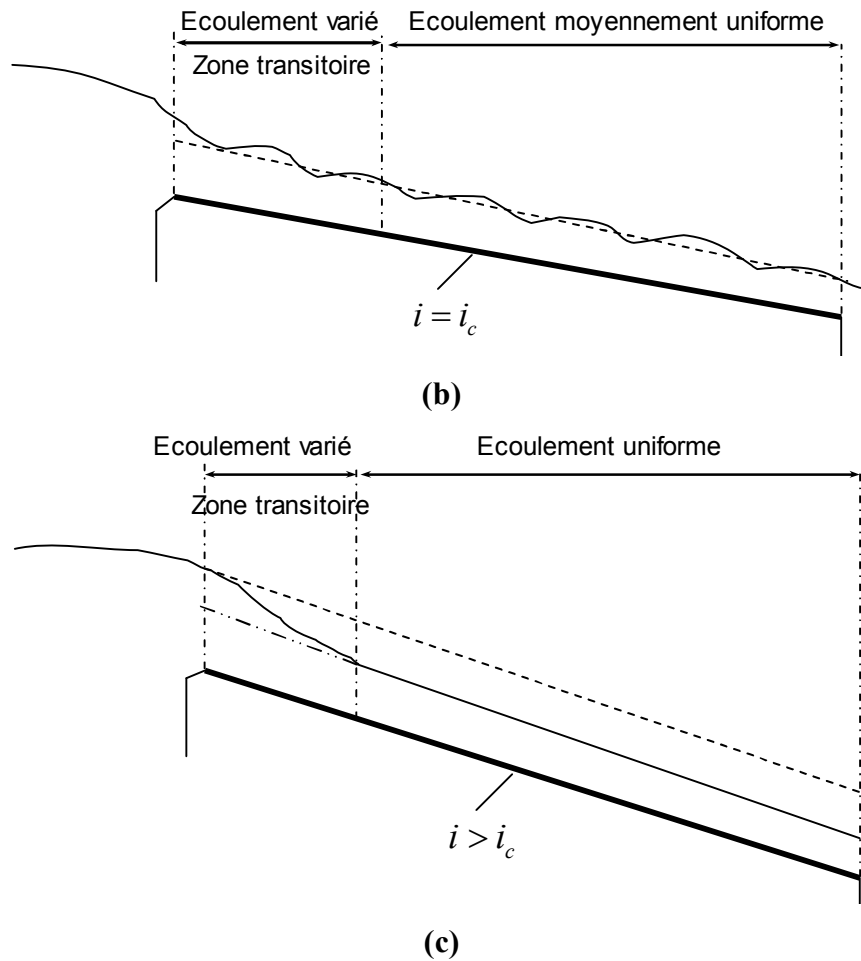 Ecoulement varié Ecoulement moyennement uniforme
Zone transitoire
i = i_c
(b)
Ecoulement varié Ecoulement uniforme
Zone transitoire
i > i_c
(c)